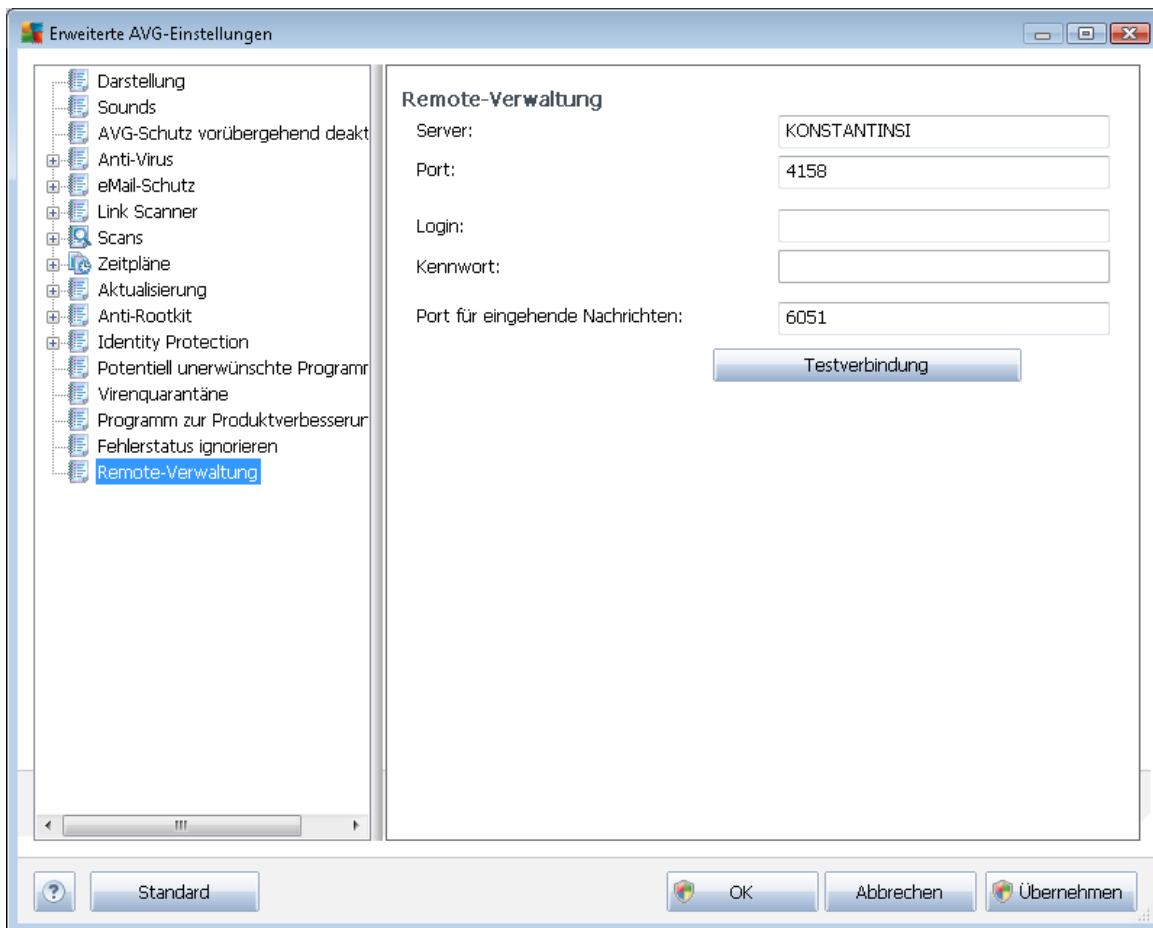 Erweiterte AVG-Einstellungen
Darstellung
Sounds
AVG-Schutz vorübergehend deakt
Anti-Virus
eMail-Schutz
Link Scanner
Scans
Zeitpläne
Aktualisierung
Anti-Rootkit
Identity Protection
Potentiell unerwünschte Programm
Virenquarantäne
Programm zur Produktverbesserun
Fehlerstatus ignorieren
Remote-Verwaltung
Remote-Verwaltung
Server: KONSTANTINSI
Port: 4158
Login:
Kennwort:
Port für eingehende Nachrichten: 6051
Testverbindung
? Standard OK Abbrechen Übernehmen